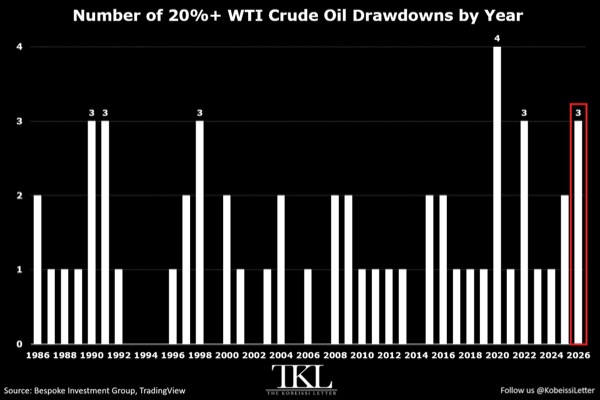 Number of 20%+ WTI Crude Oil Drawdowns by Year
4
4
3
3 3
3
3
3
2
1
0
1986 1988 1990 1992 1994 1996 1998 2000 2002 2004 2006 2008 2010 2012 2014 2016 2018 2020 2022 2024 2026
Source: Bespoke Investment Group, TradingView
TKL
THE KOBEISSI LETTER
Follow us @KobeissiLetter